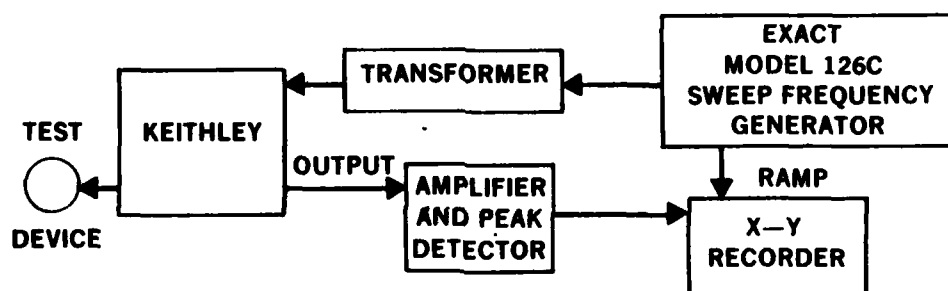 EXACT
MODEL 126C
SWEEP FREQUENCY
GENERATOR
TRANSFORMER
KEITHLEY
TEST
DEVICE
OUTPUT
AMPLIFIER
AND PEAK
DETECTOR
RAMP
X—Y
RECORDER